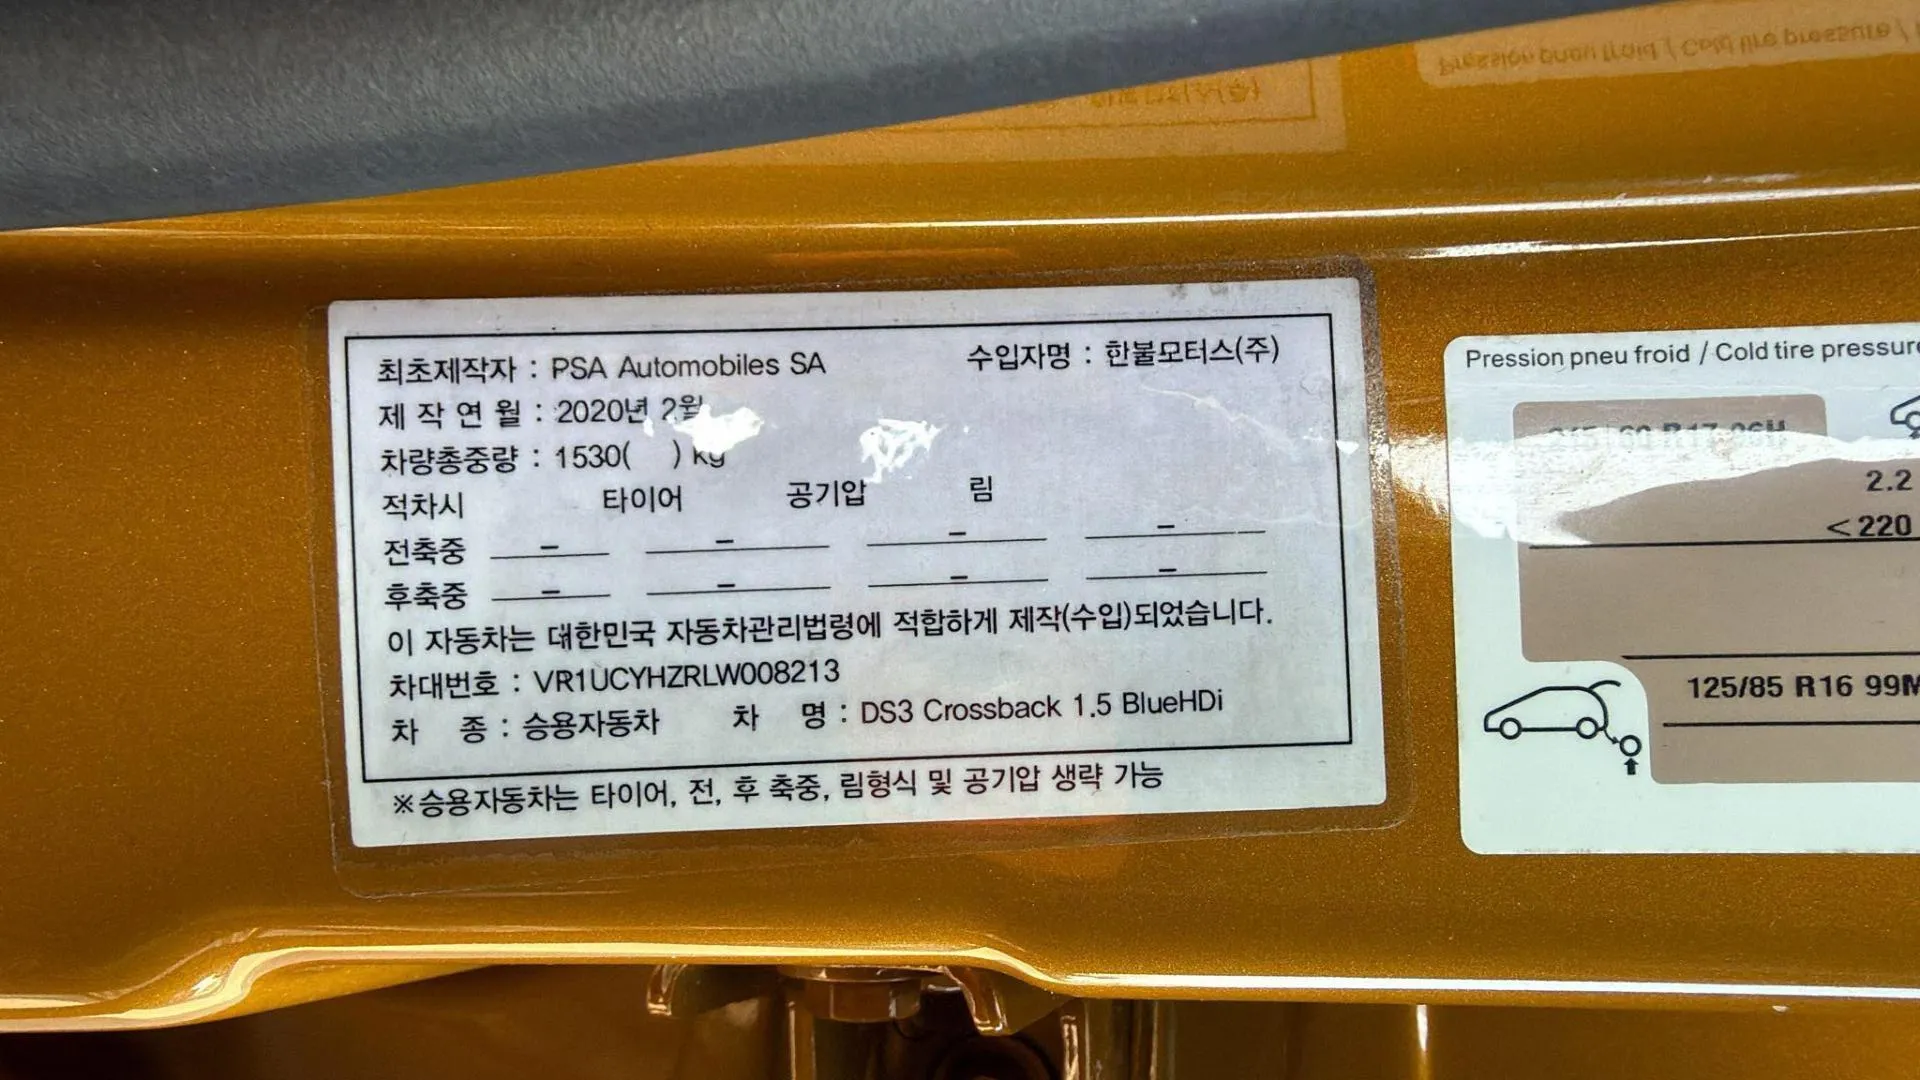 최초제작자 : PSA Automobiles SA 수입자명 : 한불모터스(주)
제 작 연 월 : 2020년 2월
차량총중량 : 1530( ) kg
적차시 타이어 공기압 림
전축중 – – – –
후축중 – – – –
이 자동차는 대한민국 자동차관리법령에 적합하게 제작(수입)되었습니다.
차대번호 : VR1UCYHZRLW008213
차 종 : 승용자동차 차 명 : DS3 Crossback 1.5 BlueHDi
※승용자동차는 타이어, 전, 후 축중, 림형식 및 공기압 생략 가능
Pression pneu froid / Cold tire pressure
R17
2.2
<220
125/85 R16 99M